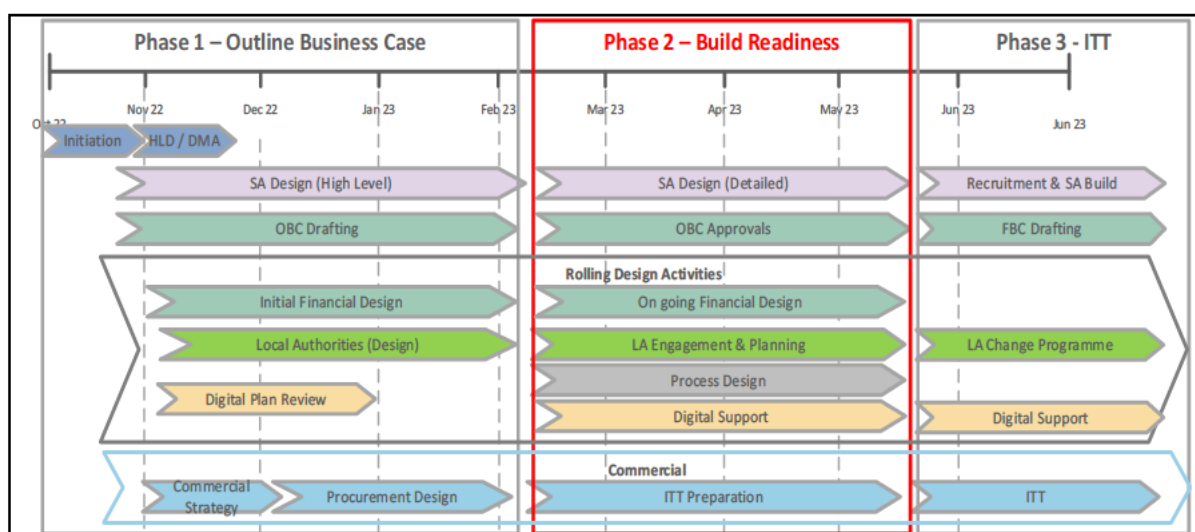 Phase 1 – Outline Business Case
Phase 2 – Build Readiness
Phase 3 - ITT
Nov 22
Dec 22
Jan 23
Feb 23
Mar 23
Apr 23
May 23
Jun 23
Jun 23
Initiation
HLD / DMA
SA Design (High Level)
SA Design (Detailed)
Recruitment & SA Build
OBC Drafting
OBC Approvals
FBC Drafting
Rolling Design Activities
Initial Financial Design
On going Financial Design
Local Authorities (Design)
LA Engagement & Planning
LA Change Programme
Process Design
Digital Plan Review
Digital Support
Digital Support
Commercial
Commercial
Strategy
Procurement Design
ITT Preparation
ITT